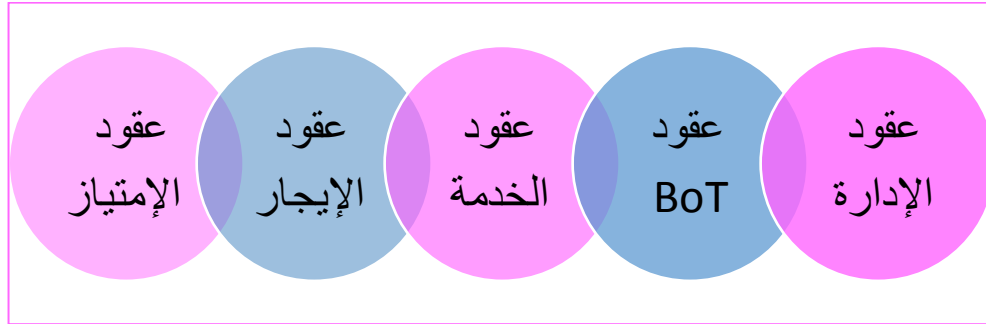 عقود
الإدارة
عقود
BoT
عقود
الخدمة
عقود
الإيجار
عقود
الإمتياز